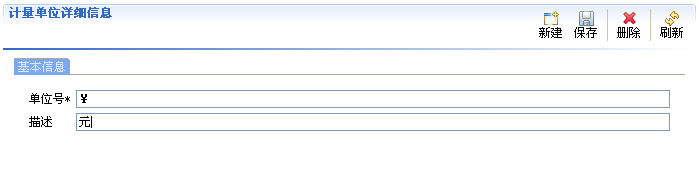 计量单位详细信息
新建 保存 删除 刷新
基本信息
单位号* ¥
描述 元